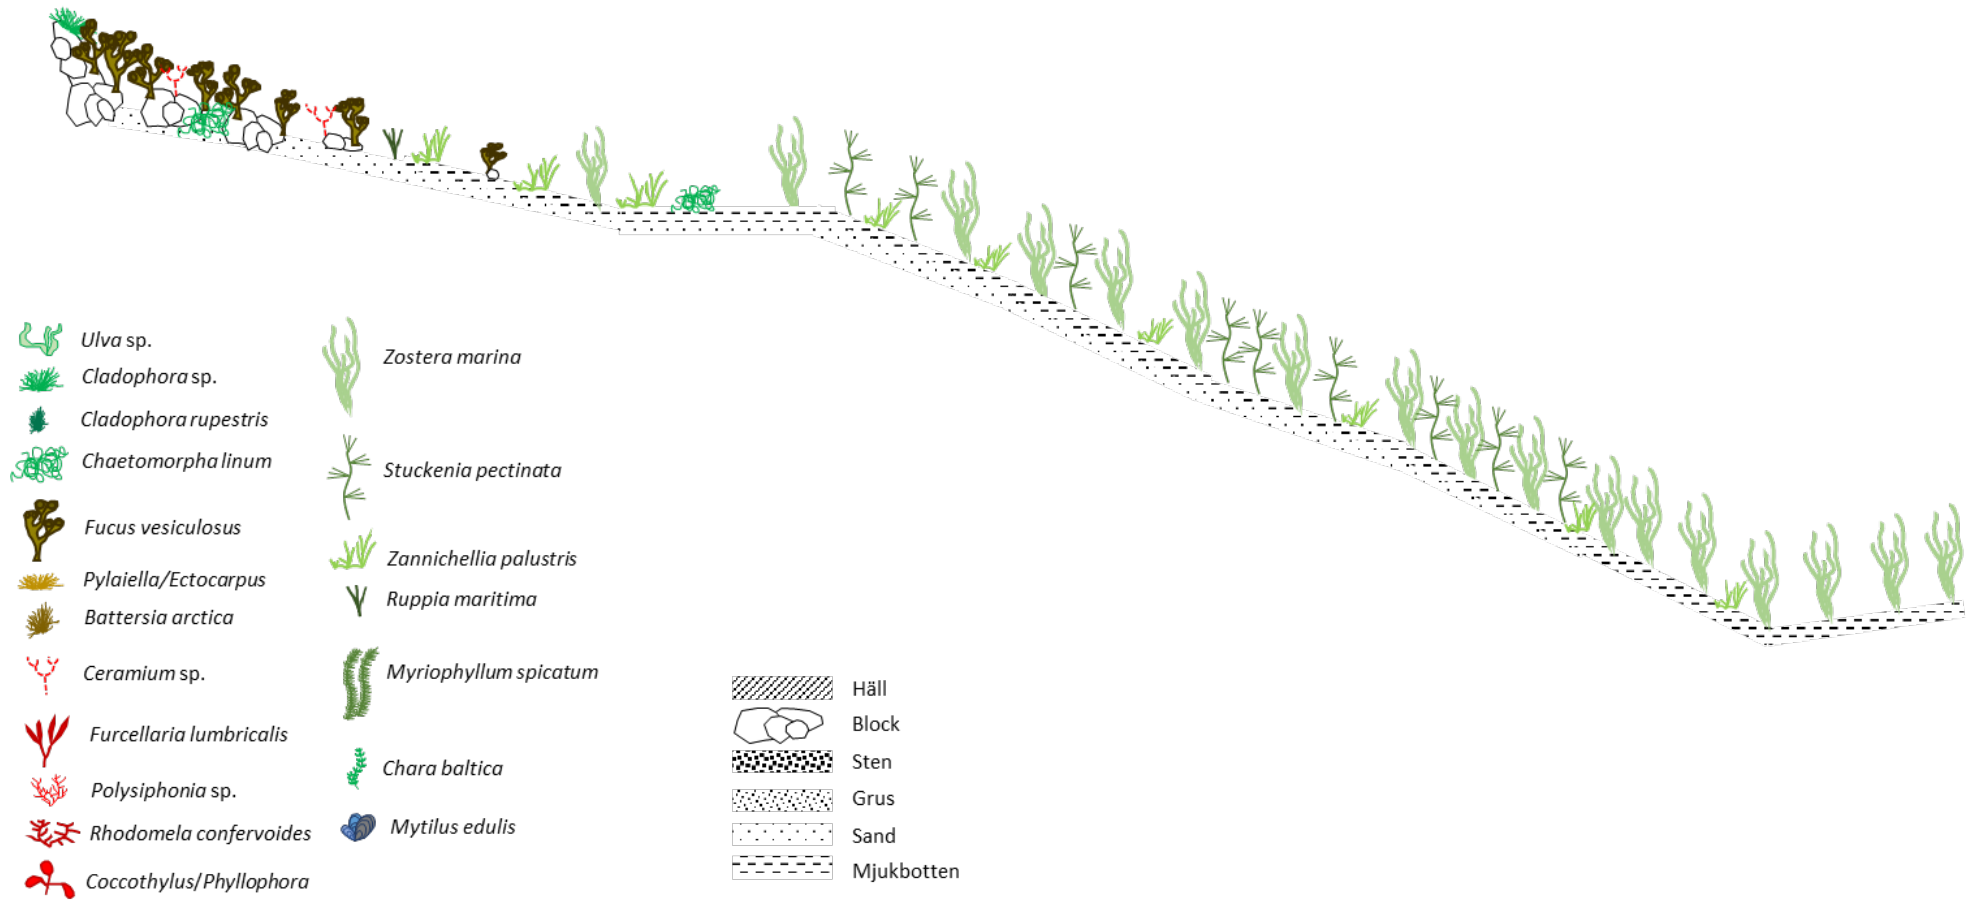 Ulva sp.
Cladophora sp.
Cladophora rupestris
Chaetomorpha linum
Fucus vesiculosus
Pylaiella/Ectocarpus
Battersia arctica
Ceramium sp.
Furcellaria lumbricalis
Polysiphonia sp.
Rhodomela confervoides
Coccothylus/Phyllophora
Zostera marina
Stuckenia pectinata
Zannichellia palustris
Ruppia maritima
Myriophyllum spicatum
Chara baltica
Mytilus edulis
Häll
Block
Sten
Grus
Sand
Mjukbotten